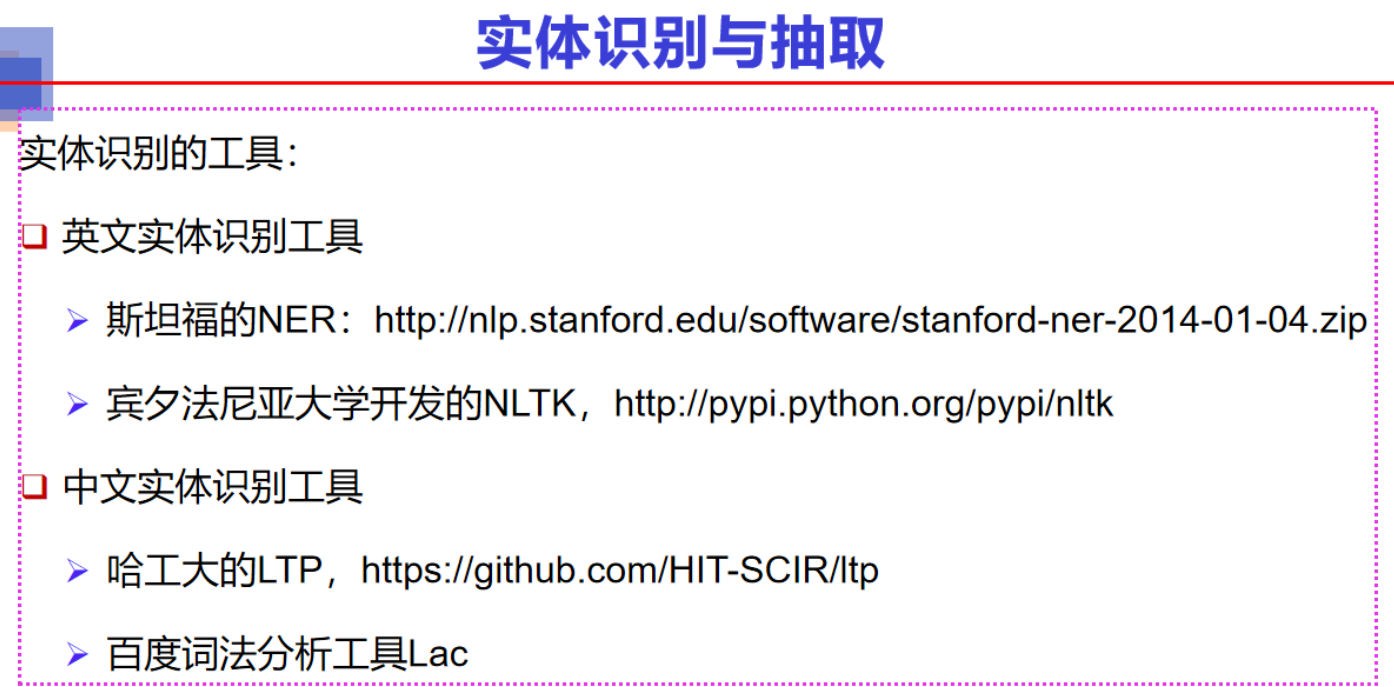 实体识别与抽取
实体识别的工具：
英文实体识别工具
斯坦福的NER：http://nlp.stanford.edu/software/stanford-ner-2014-01-04.zip
宾夕法尼亚大学开发的NLTK，http://pypi.python.org/pypi/nltk
中文实体识别工具
哈工大的LTP，https://github.com/HIT-SCIR/ltp
百度词法分析工具Lac